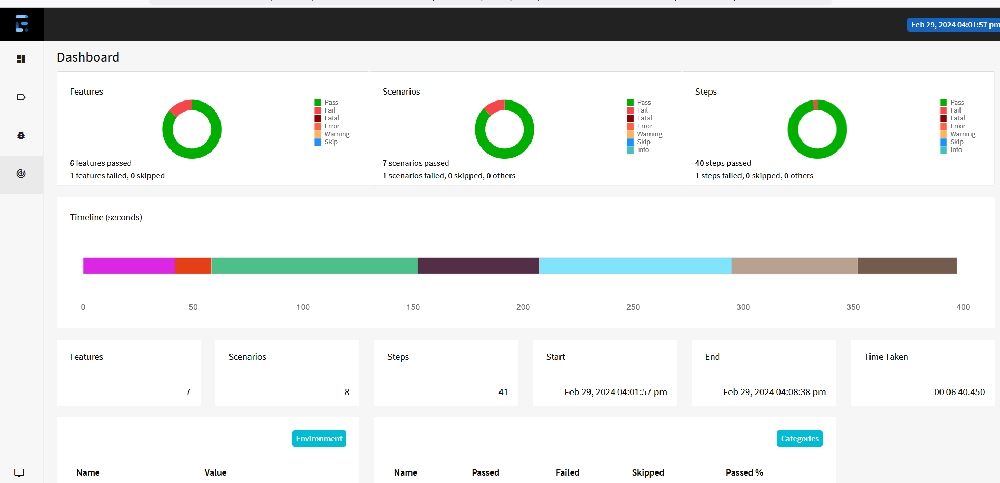 Feb 29, 2024 04:01:57 pm
Dashboard
Features
Pass
Fail
Fatal
Error
Warning
Skip
6 features passed
1 features failed, 0 skipped
Scenarios
Pass
Fail
Fatal
Error
Warning
Skip
Info
7 scenarios passed
1 scenarios failed, 0 skipped, 0 others
Steps
Pass
Fail
Fatal
Error
Warning
Skip
Info
40 steps passed
1 steps failed, 0 skipped, 0 others
Timeline (seconds)
0 50 100 150 200 250 300 350 400
Features
7
Scenarios
8
Steps
41
Start
Feb 29, 2024 04:01:57 pm
End
Feb 29, 2024 04:08:38 pm
Time Taken
00 06 40.450
Environment
Name Value
Categories
Name Passed Failed Skipped Passed %